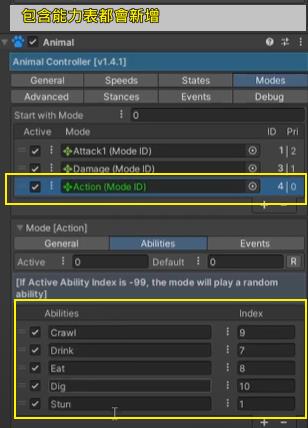 包含能力表都會新增
Animal
Animal Controller [v1.4.1]
General Speeds States Modes
Advanced Stances Events Debug
Start with Mode 0
Active Mode ID Pri
Attack1 (Mode ID) 1 2
Damage (Mode ID) 3 1
Action (Mode ID) 4 0
+ −
Mode [Action]
General Abilities Events
Active 0 Default 0 R
[If Active Ability Index is -99, the mode will play a random
ability]
Abilities Index
Crawl 9
Drink 7
Eat 8
Dig 10
Stun 1
+ −